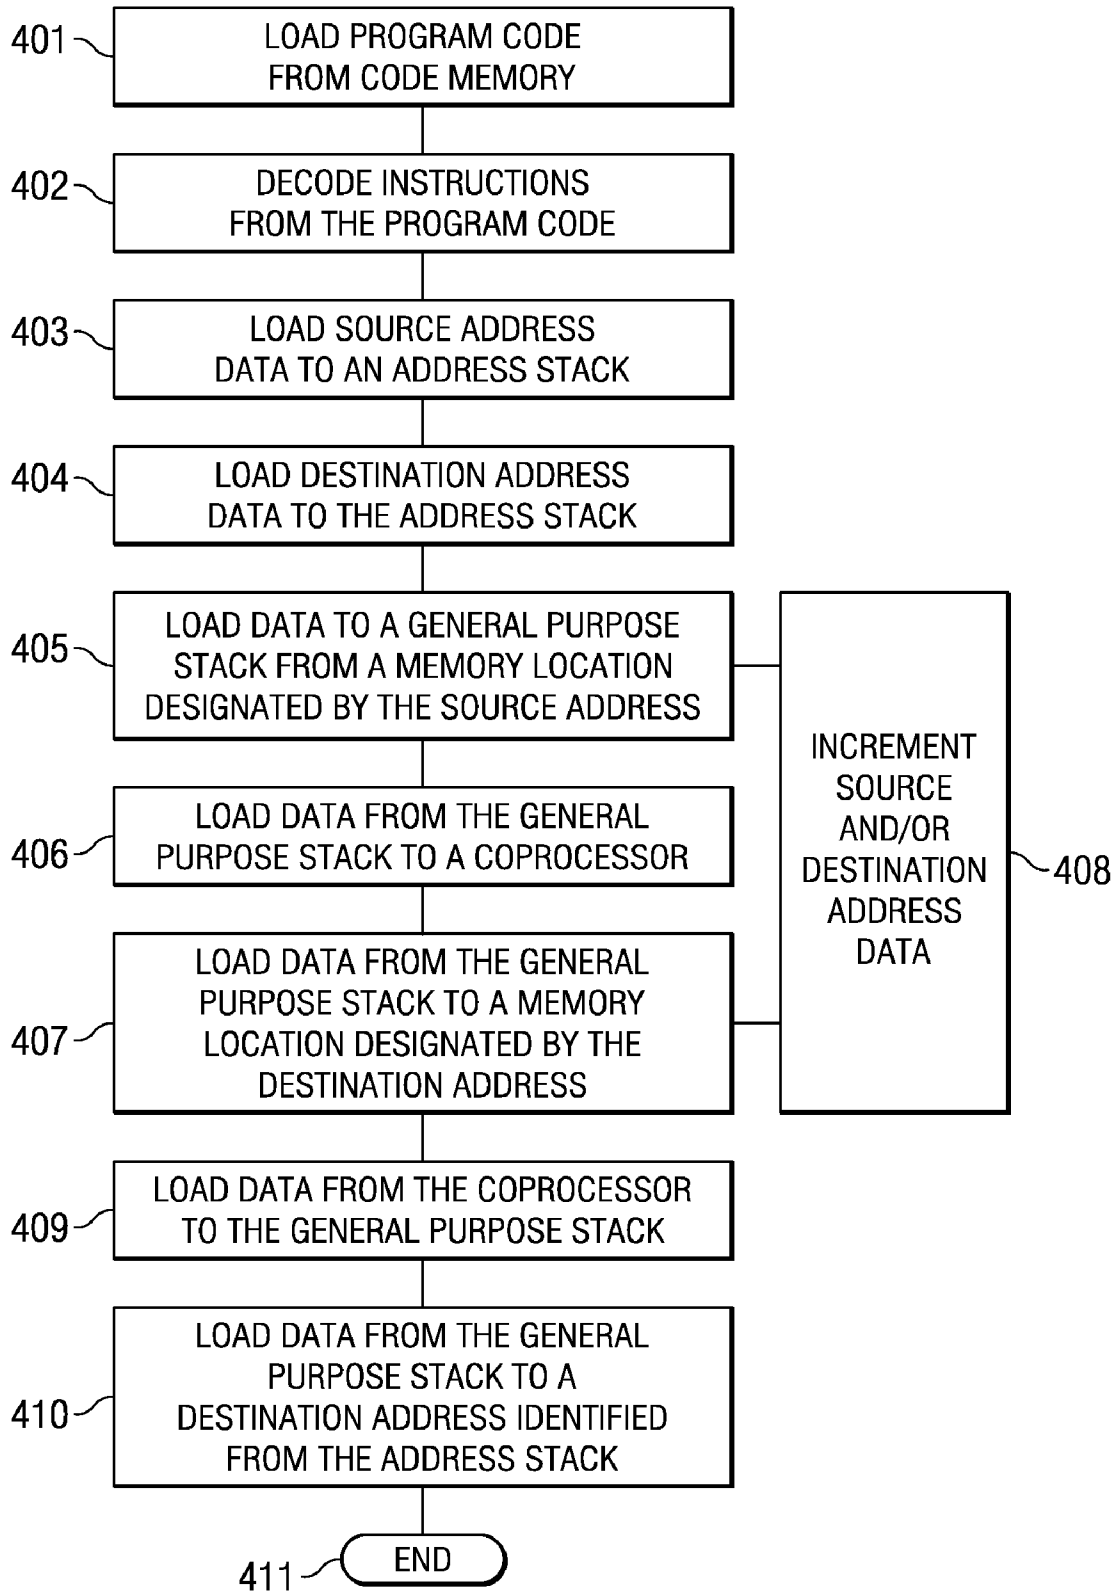 401
LOAD PROGRAM CODE
FROM CODE MEMORY
402
DECODE INSTRUCTIONS
FROM THE PROGRAM CODE
403
LOAD SOURCE ADDRESS
DATA TO AN ADDRESS STACK
404
LOAD DESTINATION ADDRESS
DATA TO THE ADDRESS STACK
405
LOAD DATA TO A GENERAL PURPOSE
STACK FROM A MEMORY LOCATION
DESIGNATED BY THE SOURCE ADDRESS
406
LOAD DATA FROM THE GENERAL
PURPOSE STACK TO A COPROCESSOR
407
LOAD DATA FROM THE GENERAL
PURPOSE STACK TO A MEMORY
LOCATION DESIGNATED BY THE
DESTINATION ADDRESS
INCREMENT
SOURCE
AND/OR
DESTINATION
ADDRESS
DATA
408
409
LOAD DATA FROM THE COPROCESSOR
TO THE GENERAL PURPOSE STACK
410
LOAD DATA FROM THE GENERAL
PURPOSE STACK TO A
DESTINATION ADDRESS IDENTIFIED
FROM THE ADDRESS STACK
411
END